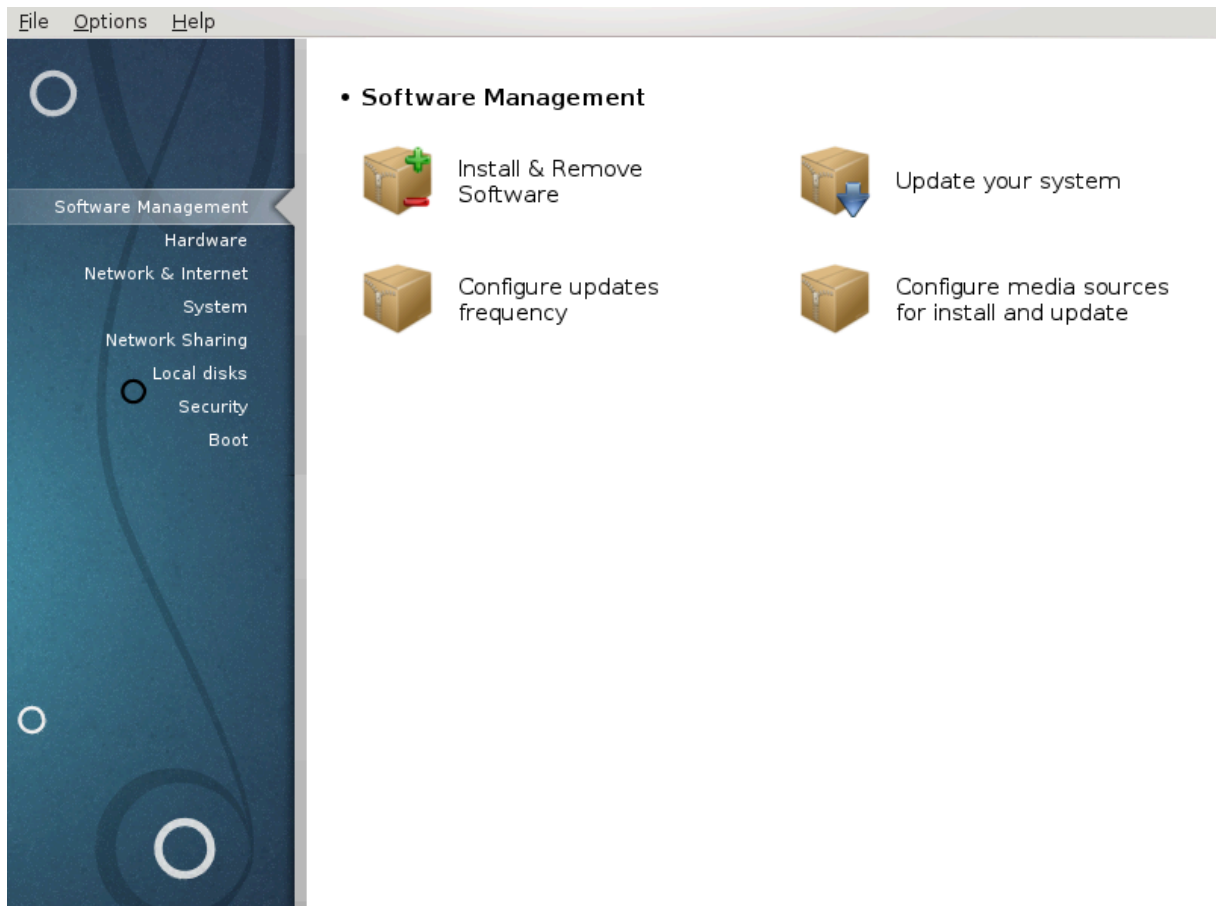 File Options Help
Software Management
Hardware
Network & Internet
System
Network Sharing
Local disks
Security
Boot
• Software Management
Install & Remove
Software
Update your system
Configure updates
frequency
Configure media sources
for install and update